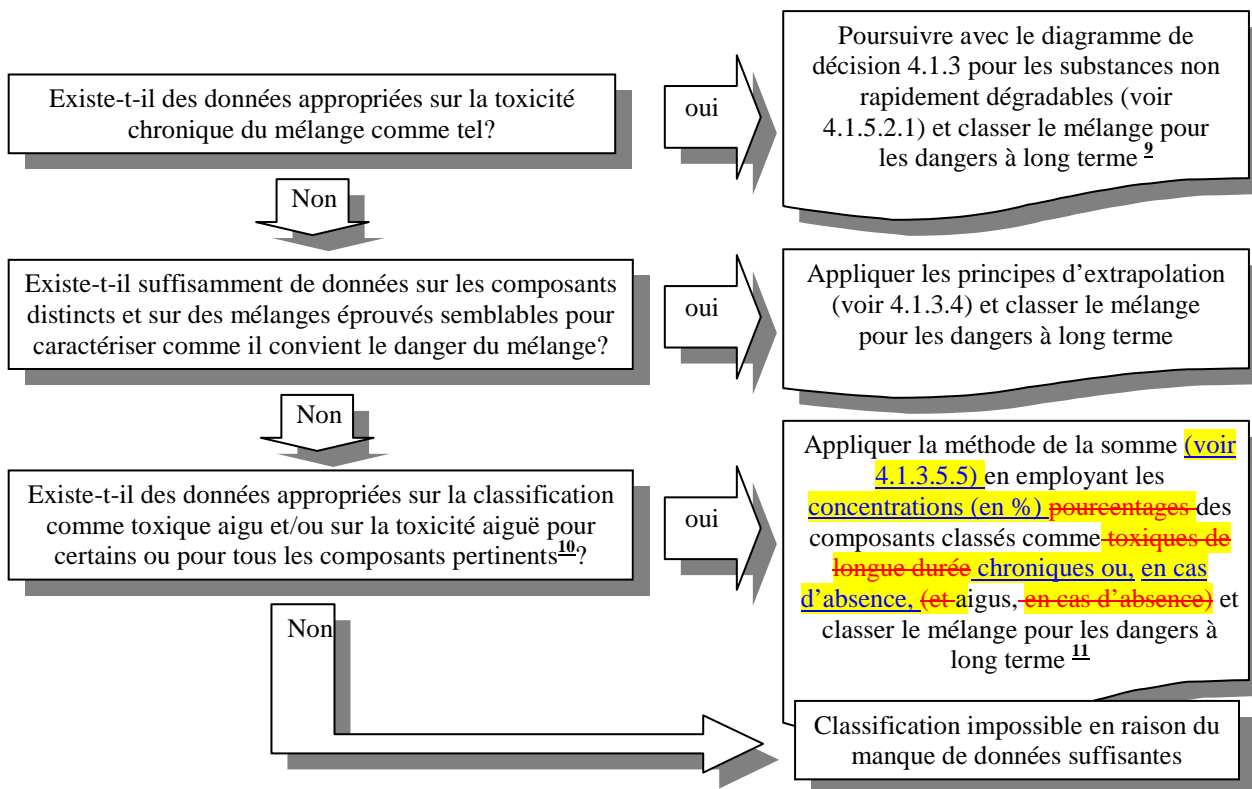 Existe-t-il des données appropriées sur la toxicité
chronique du mélange comme tel?
oui
Poursuivre avec le diagramme de
décision 4.1.3 pour les substances non
rapidement dégradables (voir
4.1.5.2.1) et classer le mélange pour
les dangers à long terme 9
Non
Existe-t-il suffisamment de données sur les composants
distincts et sur des mélanges éprouvés semblables pour
caractériser comme il convient le danger du mélange?
oui
Appliquer les principes d'extrapolation
(voir 4.1.3.4) et classer le mélange
pour les dangers à long terme
Non
Existe-t-il des données appropriées sur la classification
comme toxique aigu et/ou sur la toxicité aiguë pour
certains ou pour tous les composants pertinents10?
oui
Appliquer la méthode de la somme (voir
4.1.3.5.5) en employant les
concentrations (en %) pourcentages des
composants classés comme toxiques de
longue durée chroniques ou, en cas
d'absence, (et aigus, en cas d'absence) et
classer le mélange pour les dangers à
long terme 11
Non
Classification impossible en raison du
manque de données suffisantes